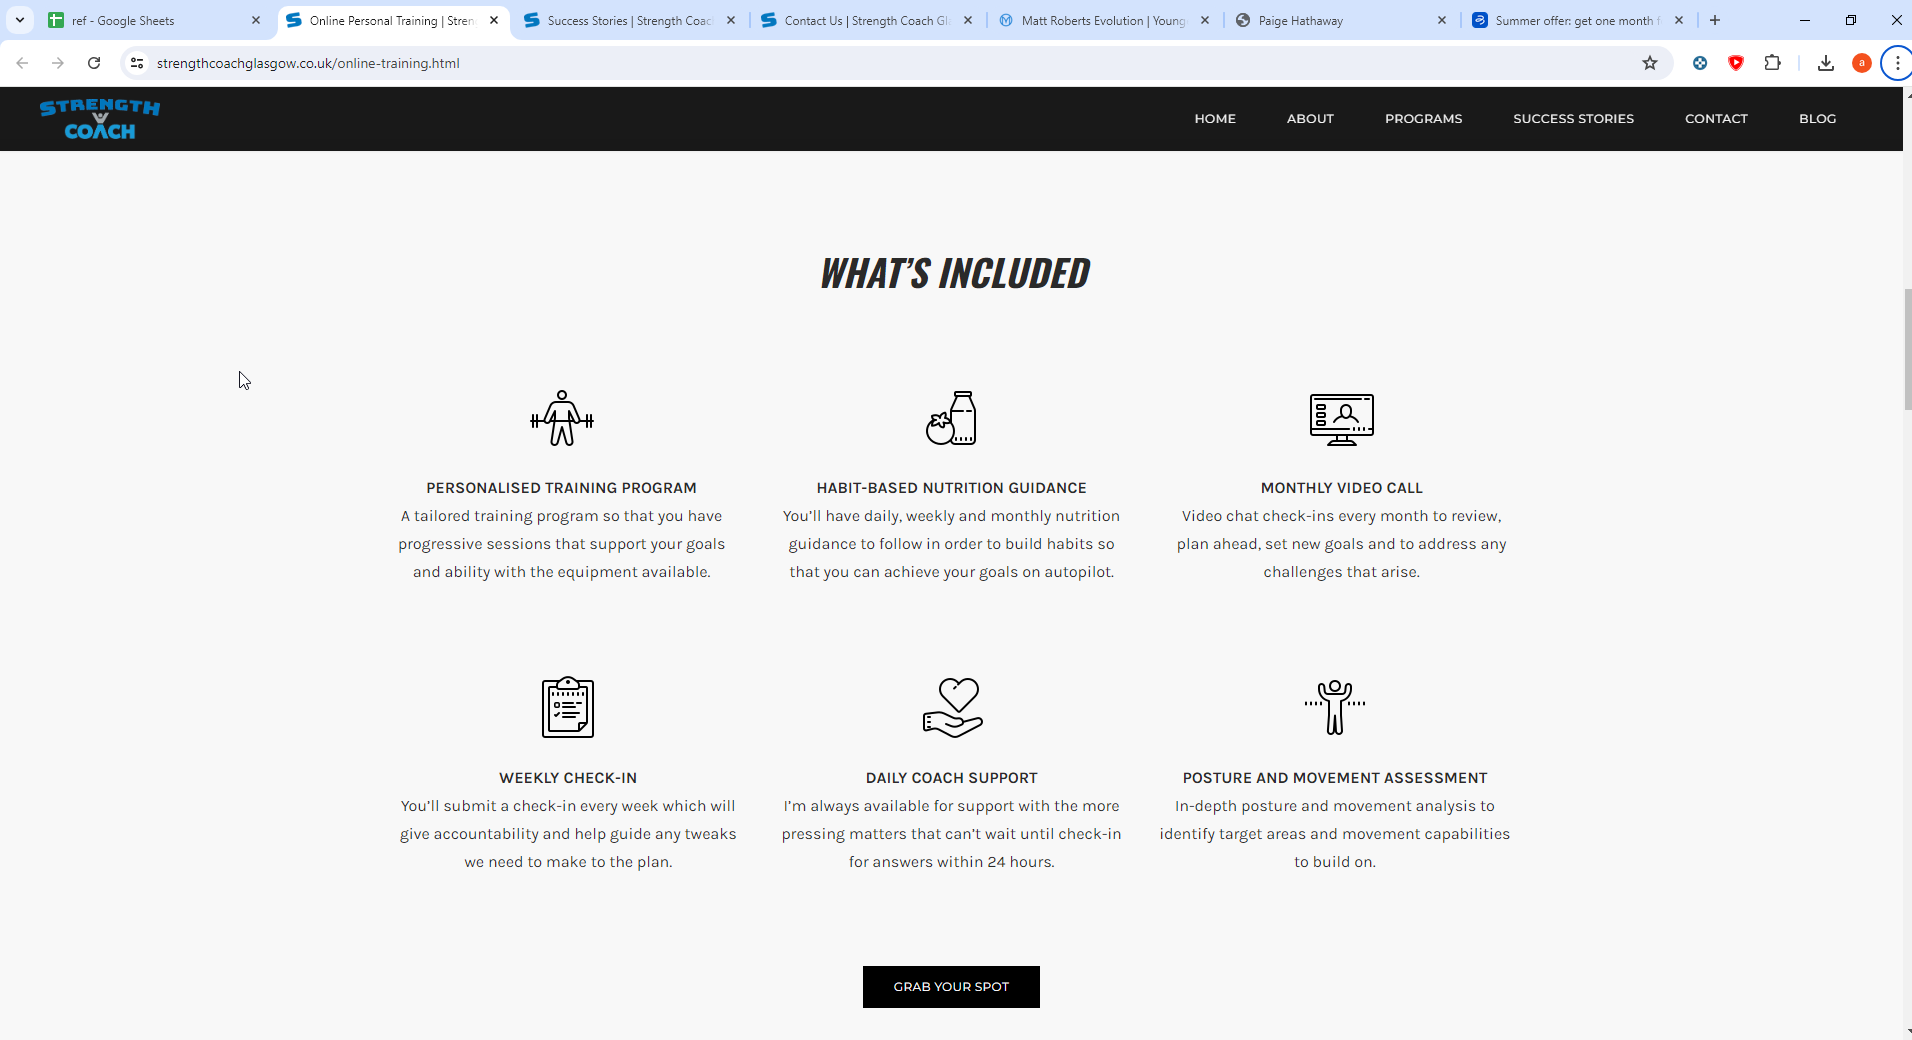 ref - Google Sheets
Online Personal Training | Stren
Success Stories | Strength Coac
Contact Us | Strength Coach Gl
Matt Roberts Evolution | Young
Paige Hathaway
Summer offer: get one month f
strengthcoachglasgow.co.uk/online-training.html
a
STRENGTH
COACH
HOME
ABOUT
PROGRAMS
SUCCESS STORIES
CONTACT
BLOG
WHAT’S INCLUDED
PERSONALISED TRAINING PROGRAM
A tailored training program so that you have
progressive sessions that support your goals
and ability with the equipment available.
HABIT-BASED NUTRITION GUIDANCE
You’ll have daily, weekly and monthly nutrition
guidance to follow in order to build habits so
that you can achieve your goals on autopilot.
MONTHLY VIDEO CALL
Video chat check-ins every month to review,
plan ahead, set new goals and to address any
challenges that arise.
WEEKLY CHECK-IN
You’ll submit a check-in every week which will
give accountability and help guide any tweaks
we need to make to the plan.
DAILY COACH SUPPORT
I’m always available for support with the more
pressing matters that can’t wait until check-in
for answers within 24 hours.
POSTURE AND MOVEMENT ASSESSMENT
In-depth posture and movement analysis to
identify target areas and movement capabilities
to build on.
GRAB YOUR SPOT